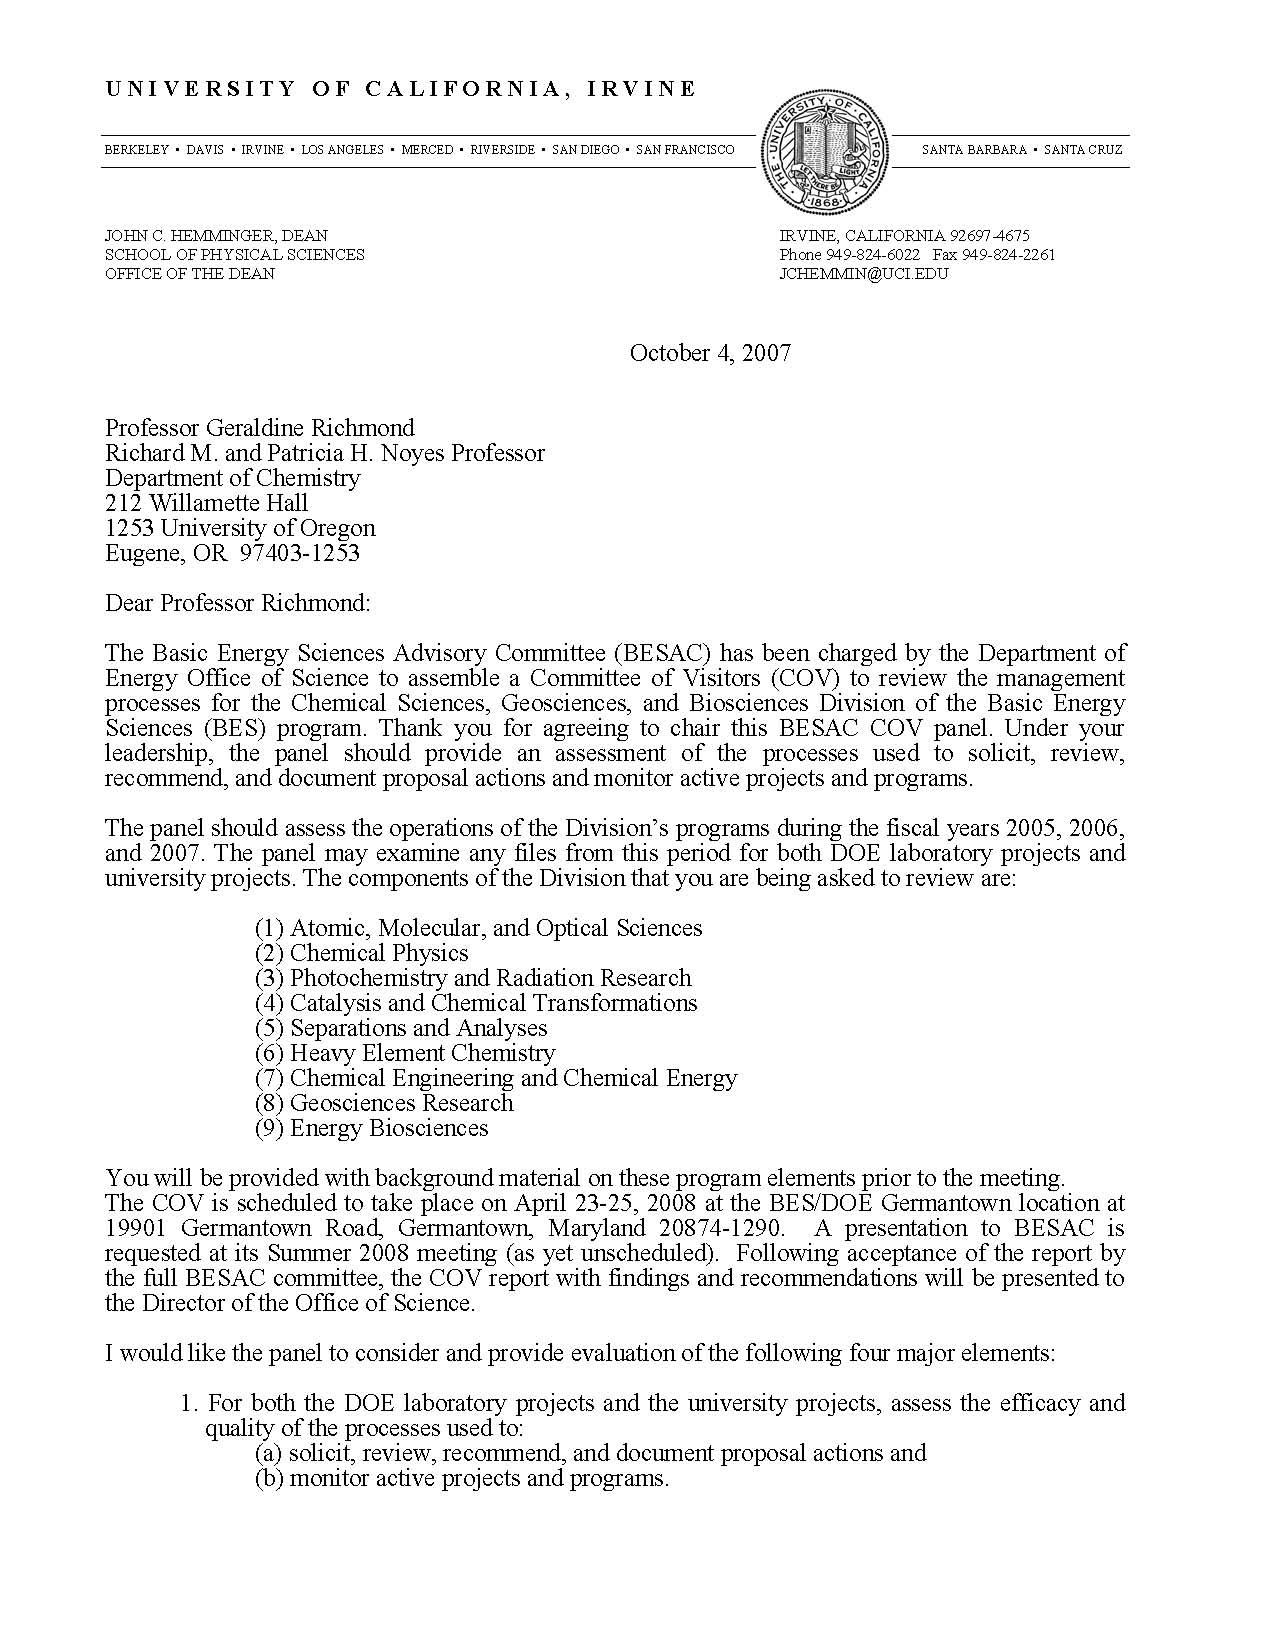 UNIVERSITY OF CALIFORNIA, IRVINE
BERKELEY • DAVIS • IRVINE • LOS ANGELES • MERCED • RIVERSIDE • SAN DIEGO • SAN FRANCISCO
SANTA BARBARA • SANTA CRUZ
THE UNIVERSITY OF CALIFORNIA
LET THERE BE LIGHT
1868
JOHN C. HEMMINGER, DEAN
SCHOOL OF PHYSICAL SCIENCES
OFFICE OF THE DEAN
IRVINE, CALIFORNIA 92697-4675
Phone 949-824-6022 Fax 949-824-2261
JCHEMMIN@UCI.EDU
October 4, 2007
Professor Geraldine Richmond
Richard M. and Patricia H. Noyes Professor
Department of Chemistry
212 Willamette Hall
1253 University of Oregon
Eugene, OR 97403-1253
Dear Professor Richmond:
The Basic Energy Sciences Advisory Committee (BESAC) has been charged by the Department of
Energy Office of Science to assemble a Committee of Visitors (COV) to review the management
processes for the Chemical Sciences, Geosciences, and Biosciences Division of the Basic Energy
Sciences (BES) program. Thank you for agreeing to chair this BESAC COV panel. Under your
leadership, the panel should provide an assessment of the processes used to solicit, review,
recommend, and document proposal actions and monitor active projects and programs.
The panel should assess the operations of the Division’s programs during the fiscal years 2005, 2006,
and 2007. The panel may examine any files from this period for both DOE laboratory projects and
university projects. The components of the Division that you are being asked to review are:
(1) Atomic, Molecular, and Optical Sciences
(2) Chemical Physics
(3) Photochemistry and Radiation Research
(4) Catalysis and Chemical Transformations
(5) Separations and Analyses
(6) Heavy Element Chemistry
(7) Chemical Engineering and Chemical Energy
(8) Geosciences Research
(9) Energy Biosciences
You will be provided with background material on these program elements prior to the meeting.
The COV is scheduled to take place on April 23-25, 2008 at the BES/DOE Germantown location at
19901 Germantown Road, Germantown, Maryland 20874-1290. A presentation to BESAC is
requested at its Summer 2008 meeting (as yet unscheduled). Following acceptance of the report by
the full BESAC committee, the COV report with findings and recommendations will be presented to
the Director of the Office of Science.
I would like the panel to consider and provide evaluation of the following four major elements:
1. For both the DOE laboratory projects and the university projects, assess the efficacy and
quality of the processes used to:
(a) solicit, review, recommend, and document proposal actions and
(b) monitor active projects and programs.